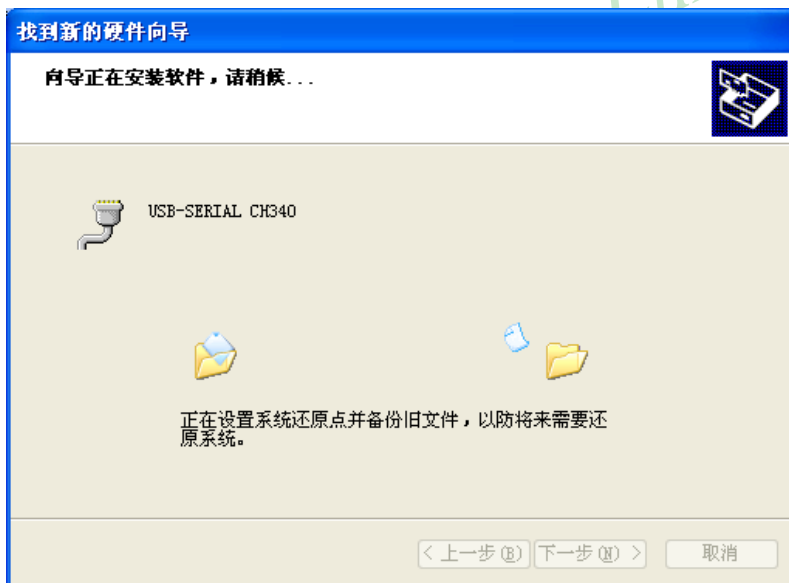 找到新的硬件向导
向导正在安装软件，请稍候...
USB-SERIAL CH340
正在设置系统还原点并备份旧文件，以防将来需要还
原系统。
< 上一步(B) 下一步(N) > 取消